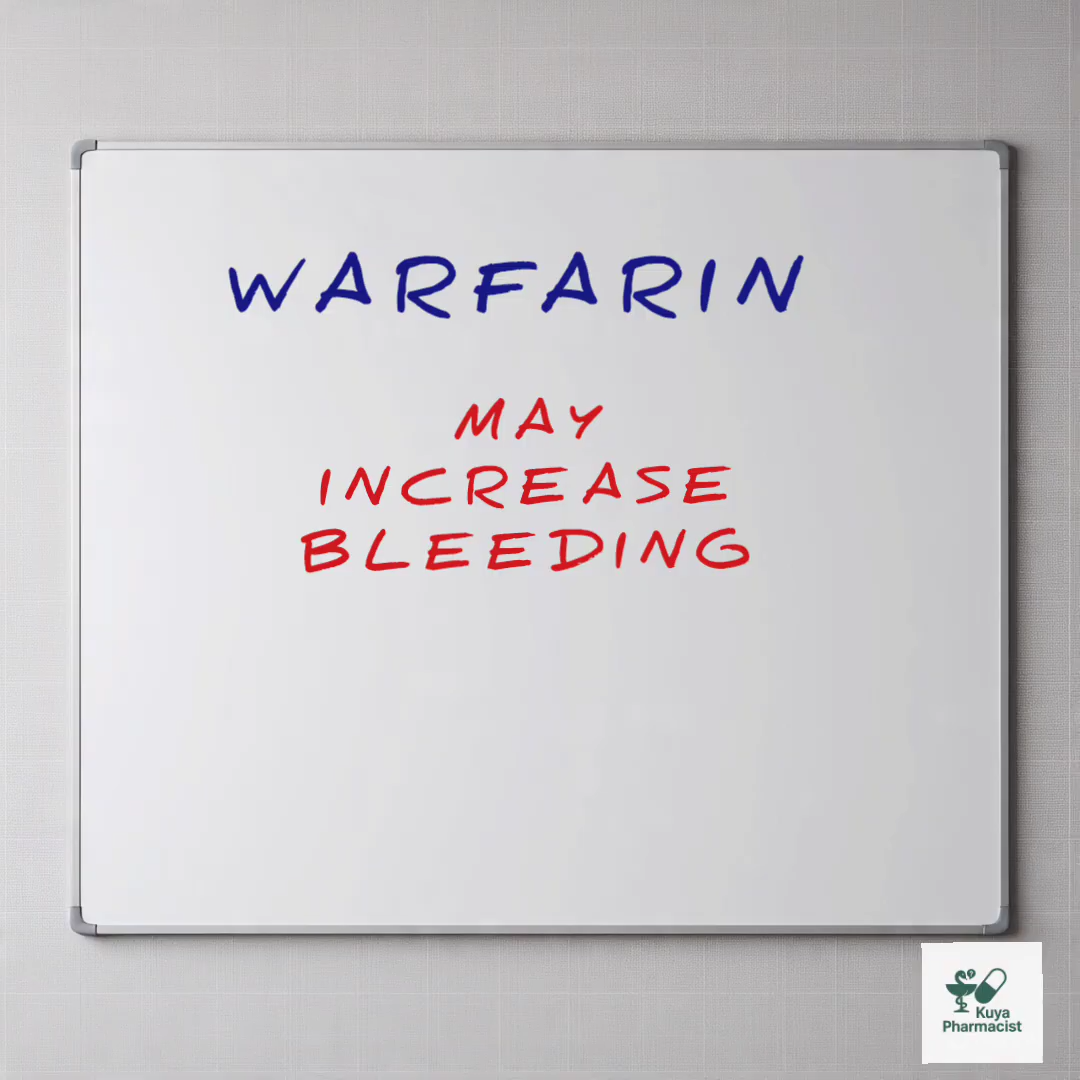 WARFARIN
MAY
INCREASE
BLEEDING
Kuya
Pharmacist